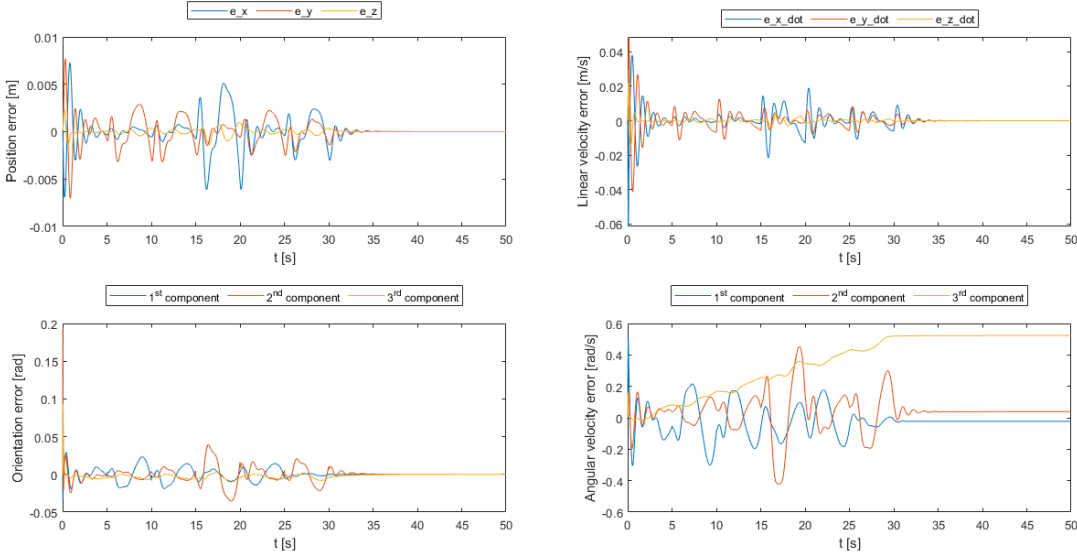 e_x e_y e_z
0.01
0.005
0
-0.005
-0.01
Position error [m]
0 5 10 15 20 25 30 35 40 45 50
t [s]
e_x_dot e_y_dot e_z_dot
0.04
0.02
0
-0.02
-0.04
-0.06
Linear velocity error [m/s]
0 5 10 15 20 25 30 35 40 45 50
t [s]
1st component 2nd component 3rd component
0.2
0.15
0.1
0.05
0
-0.05
Orientation error [rad]
0 5 10 15 20 25 30 35 40 45 50
t [s]
1st component 2nd component 3rd component
0.6
0.4
0.2
0
-0.2
-0.4
-0.6
Angular velocity error [rad/s]
0 5 10 15 20 25 30 35 40 45 50
t [s]